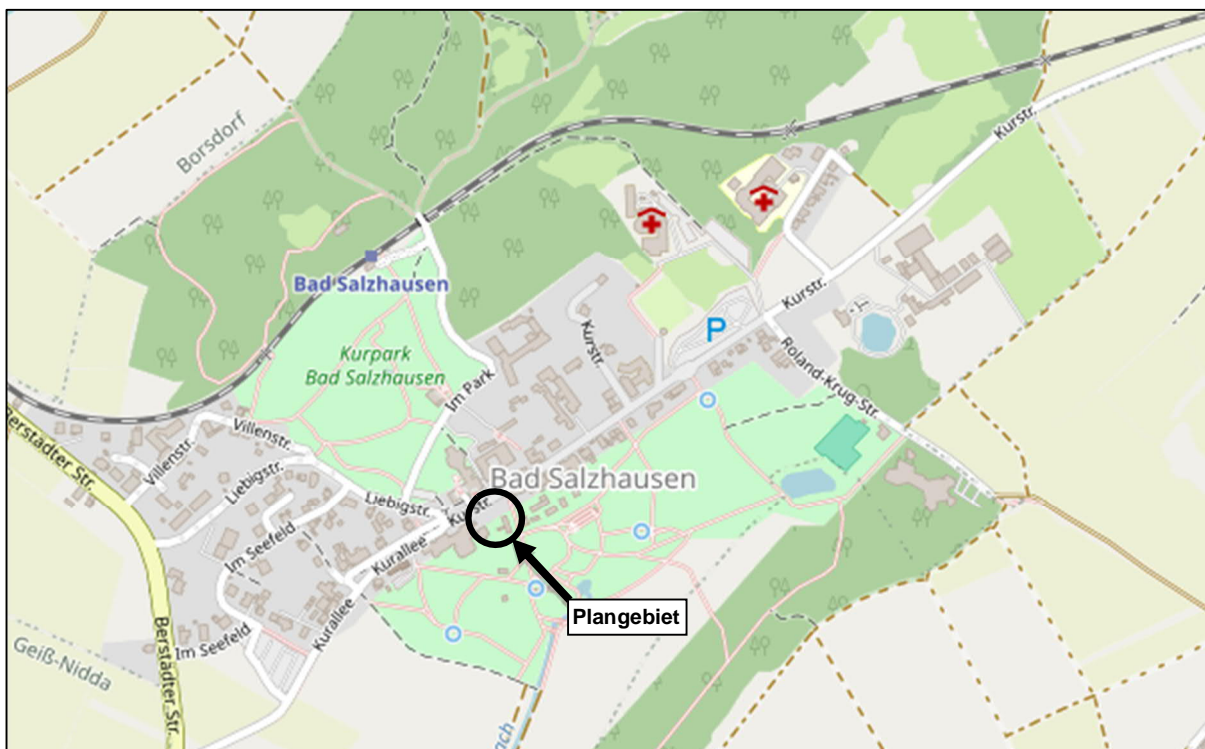 Borsdorf
Kurstr.
Bad Salzhausen
Kurpark
Bad Salzhausen
Im Park
Kurstr.
Kurstr.
P
Roland-Krug-Str.
Berstädter Str.
Villenstr.
Villenstr.
Liebigstr.
Liebigstr.
Bad Salzhausen
Kurstr.
Kurallee
Im Seefeld
Plangebiet
Kurallee
Im Seefeld
Berstädter Str.
Geiß-Nidda